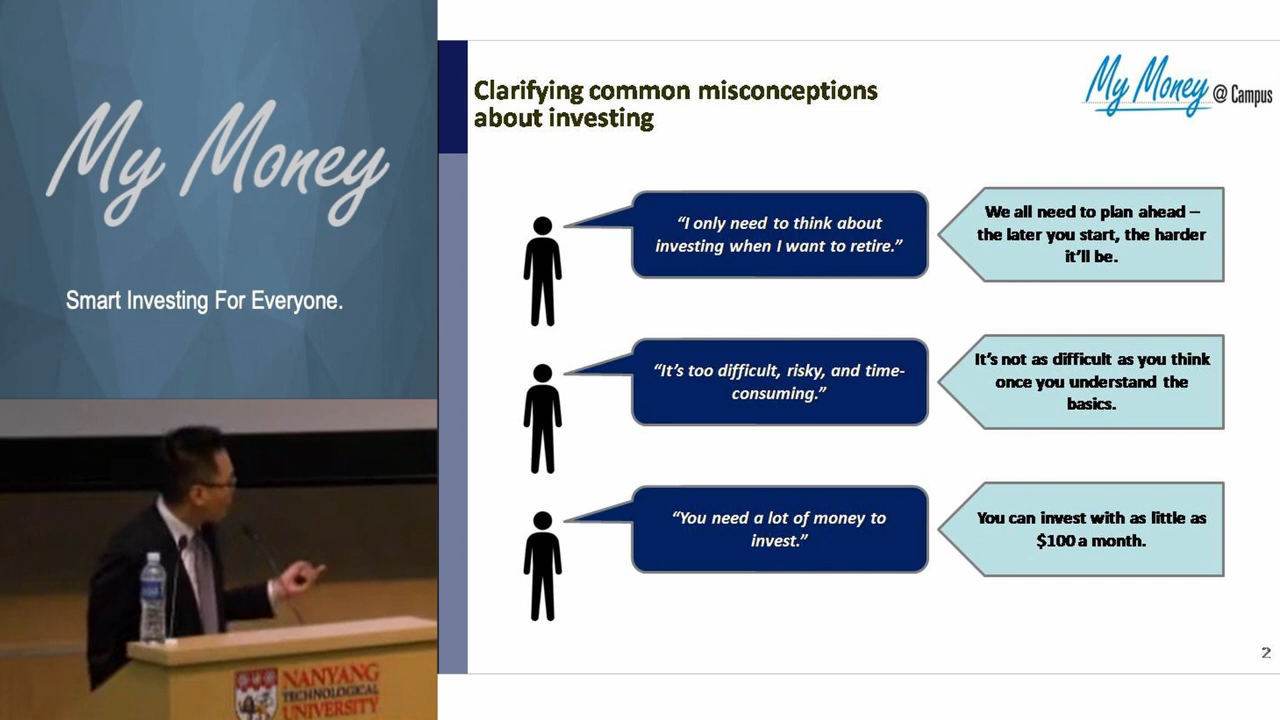 My Money
Smart Investing For Everyone.
NANYANG
TECHNOLOGICAL
UNIVERSITY
Clarifying common misconceptions
about investing
My Money @ Campus
“I only need to think about
investing when I want to retire.”
We all need to plan ahead –
the later you start, the harder
it’ll be.
“It’s too difficult, risky, and time-
consuming.”
It’s not as difficult as you think
once you understand the
basics.
“You need a lot of money to
invest.”
You can invest with as little as
$100 a month.
2